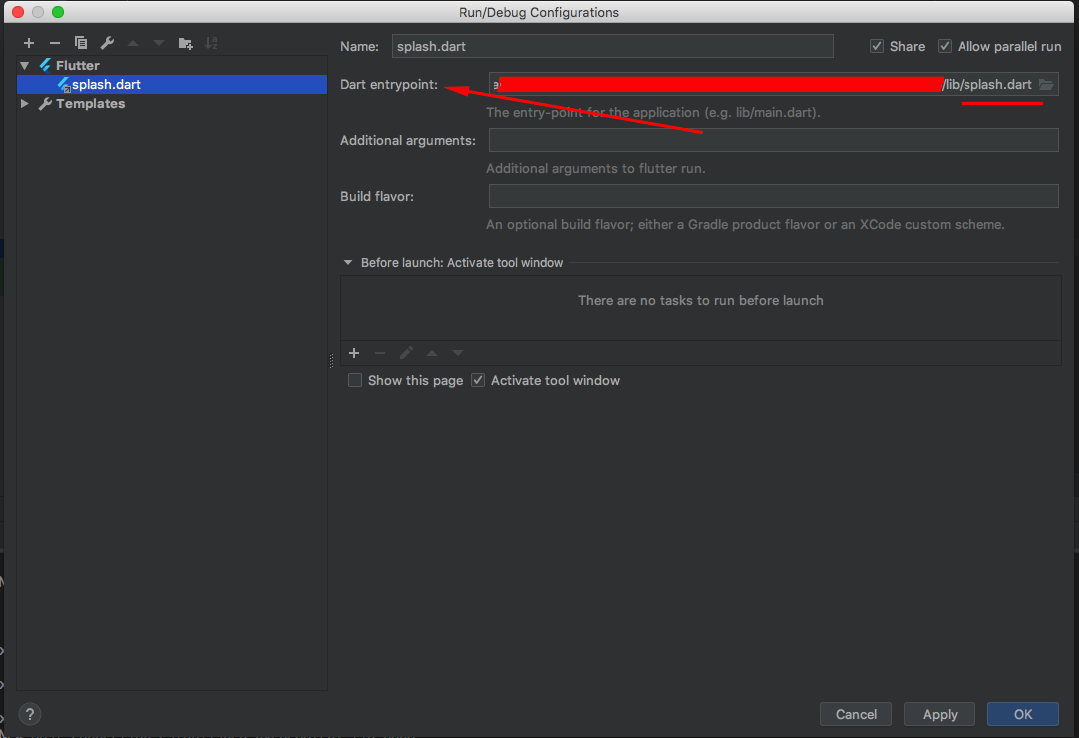 Run/Debug Configurations
Name: splash.dart Share Allow parallel run
Flutter
splash.dart
Templates
Dart entrypoint: /lib/splash.dart
The entry-point for the application (e.g. lib/main.dart).
Additional arguments:
Additional arguments to flutter run.
Build flavor:
An optional build flavor; either a Gradle product flavor or an XCode custom scheme.
Before launch: Activate tool window
There are no tasks to run before launch
Show this page Activate tool window
?
Cancel Apply OK